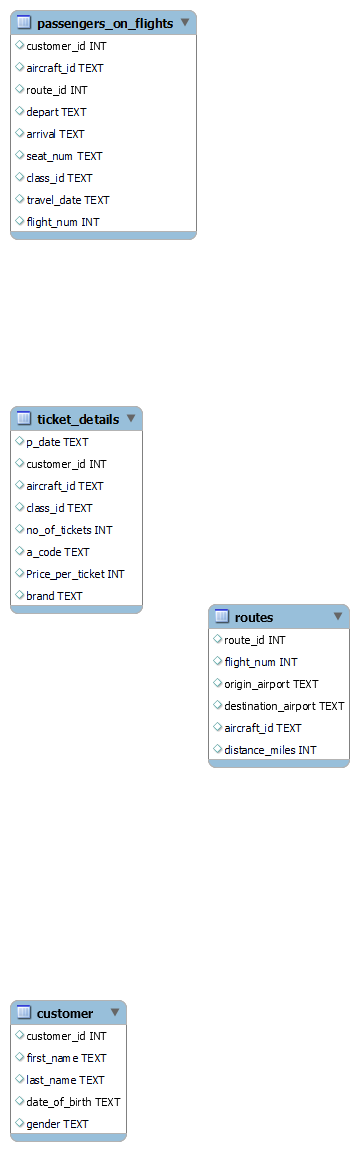 passengers_on_flights
customer_id INT
aircraft_id TEXT
route_id INT
depart TEXT
arrival TEXT
seat_num TEXT
class_id TEXT
travel_date TEXT
flight_num INT
ticket_details
p_date TEXT
customer_id INT
aircraft_id TEXT
class_id TEXT
no_of_tickets INT
a_code TEXT
Price_per_ticket INT
brand TEXT
routes
route_id INT
flight_num INT
origin_airport TEXT
destination_airport TEXT
aircraft_id TEXT
distance_miles INT
customer
customer_id INT
first_name TEXT
last_name TEXT
date_of_birth TEXT
gender TEXT